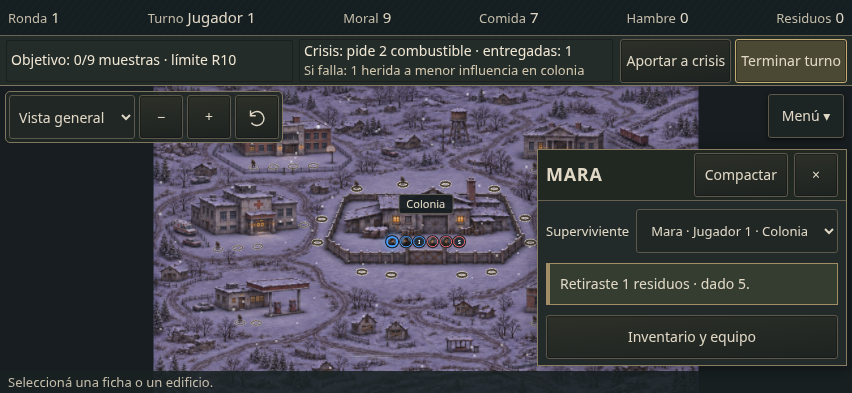 Ronda 1 Turno Jugador 1 Moral 9 Comida 7 Hambre 0 Residuos 0
Objetivo: 0/9 muestras · límite R10
Crisis: pide 2 combustible · entregadas: 1
Si falla: 1 herida a menor influencia en colonia
Aportar a crisis
Terminar turno
Vista general
−
+
Menú ▾
MARA
Compactar
×
Superviviente
Mara · Jugador 1 · Colonia
Retiraste 1 residuos · dado 5.
Inventario y equipo
Colonia
Seleccioná una ficha o un edificio.